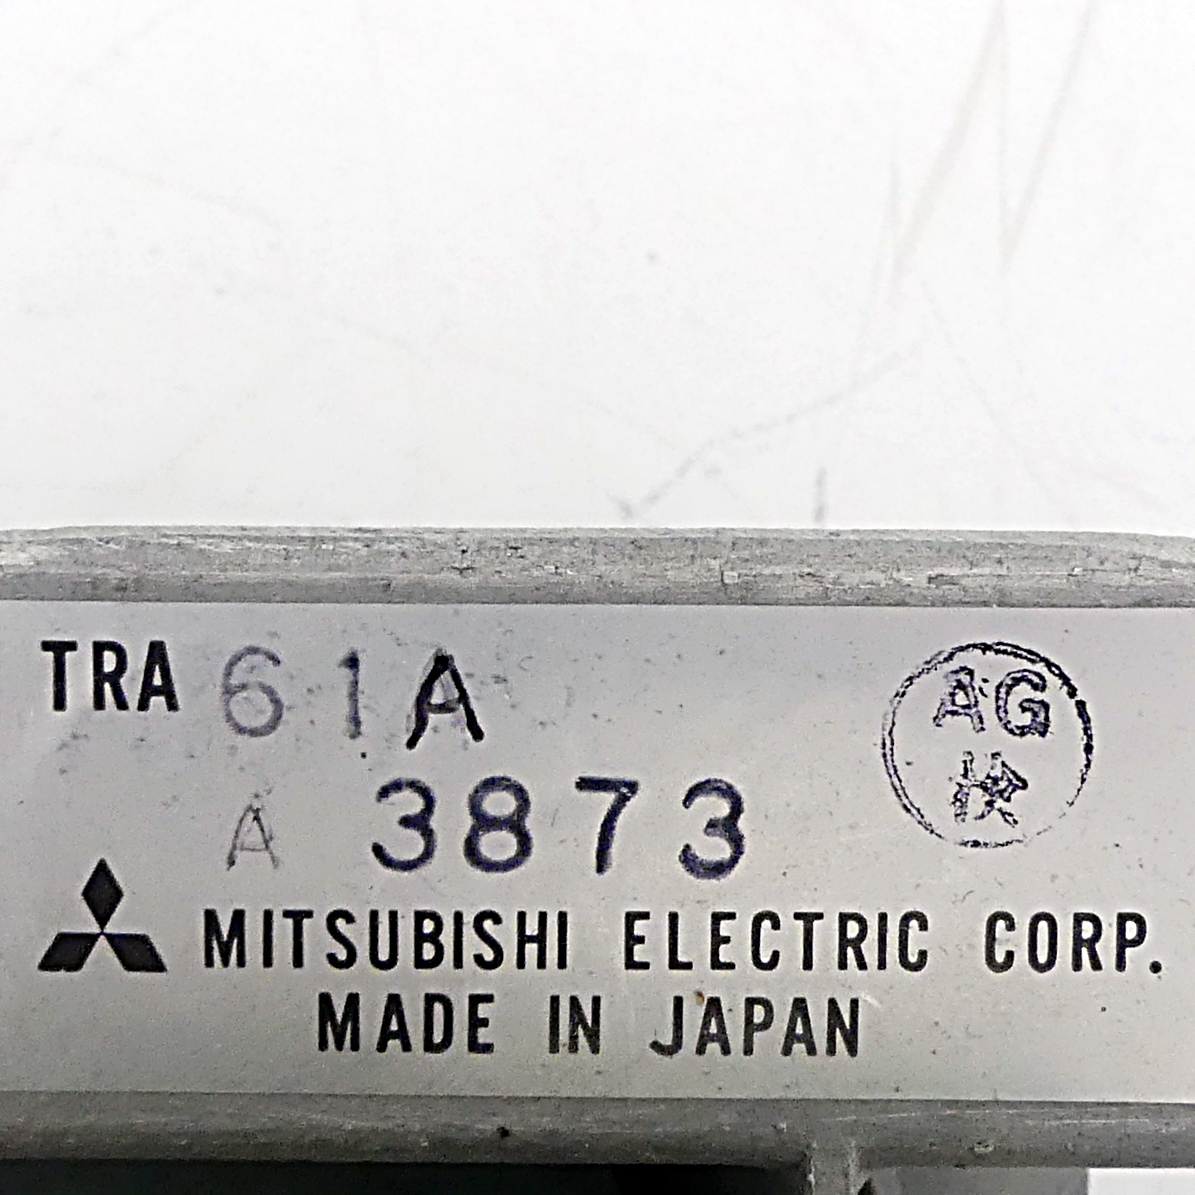 TRA 61A
AG
検
A 3873
MITSUBISHI ELECTRIC CORP.
MADE IN JAPAN